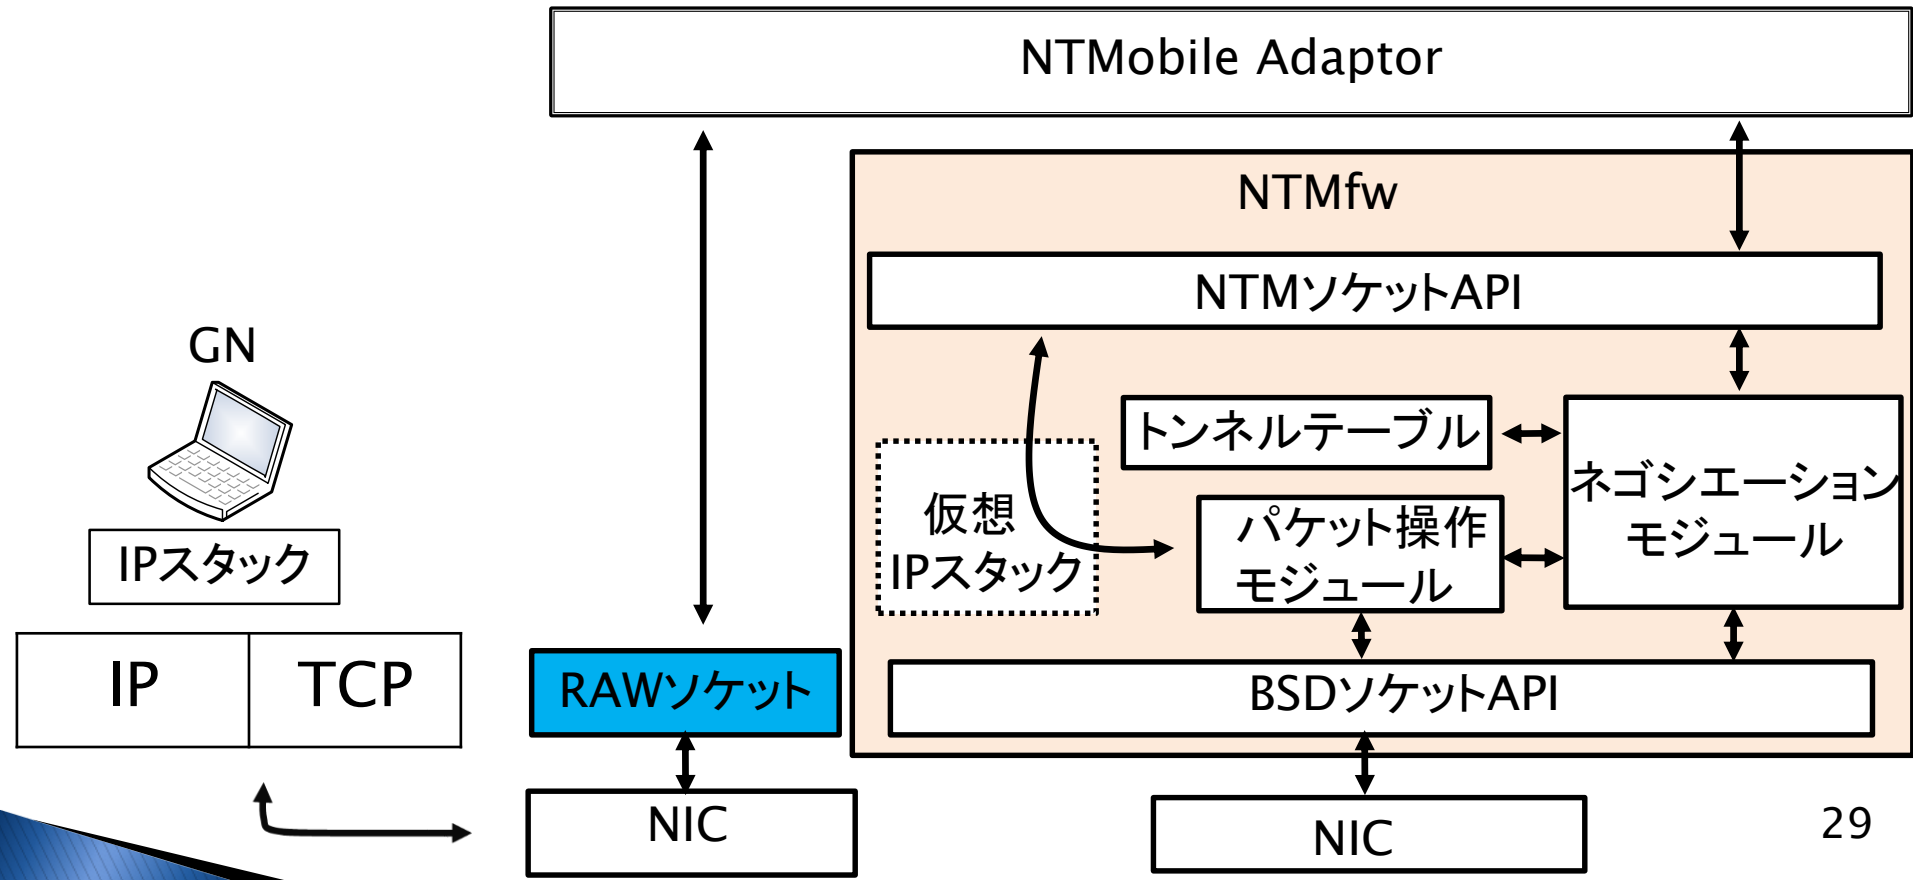 NTMobile Adaptor
NTMfw
NTMソケットAPI
GN
トンネルテーブル
ネゴシエーション
モジュール
仮想
IPスタック
パケット操作
モジュール
IPスタック
IP
TCP
RAWソケット
BSDソケットAPI
NIC
NIC
29